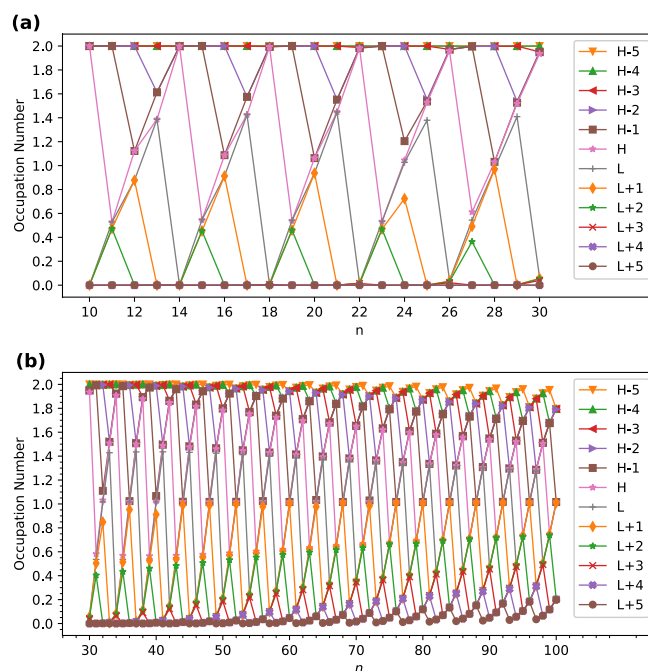 (a)
Occupation Number
2.0
1.8
1.6
1.4
1.2
1.0
0.8
0.6
0.4
0.2
0.0
10 12 14 16 18 20 22 24 26 28 30
n
H-5
H-4
H-3
H-2
H-1
H
L
L+1
L+2
L+3
L+4
L+5
(b)
Occupation Number
2.0
1.8
1.6
1.4
1.2
1.0
0.8
0.6
0.4
0.2
0.0
30 40 50 60 70 80 90 100
n
H-5
H-4
H-3
H-2
H-1
H
L
L+1
L+2
L+3
L+4
L+5